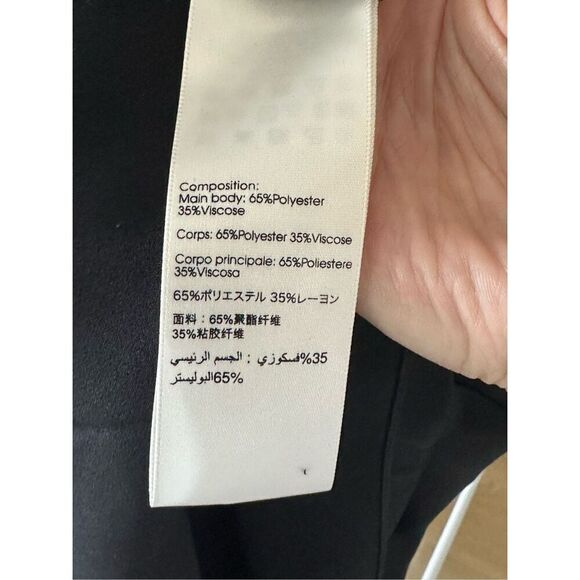 Composition:
Main body: 65%Polyester
35%Viscose
Corps: 65%Polyester 35%Viscose
Corpo principale: 65%Poliestere
35%Viscosa
65%ポリエステル 35%レーヨン
面料：65%聚酯纤维
35%粘胶纤维
35%فسكوزي ; الجسم الرئيسي
65%البوليستر